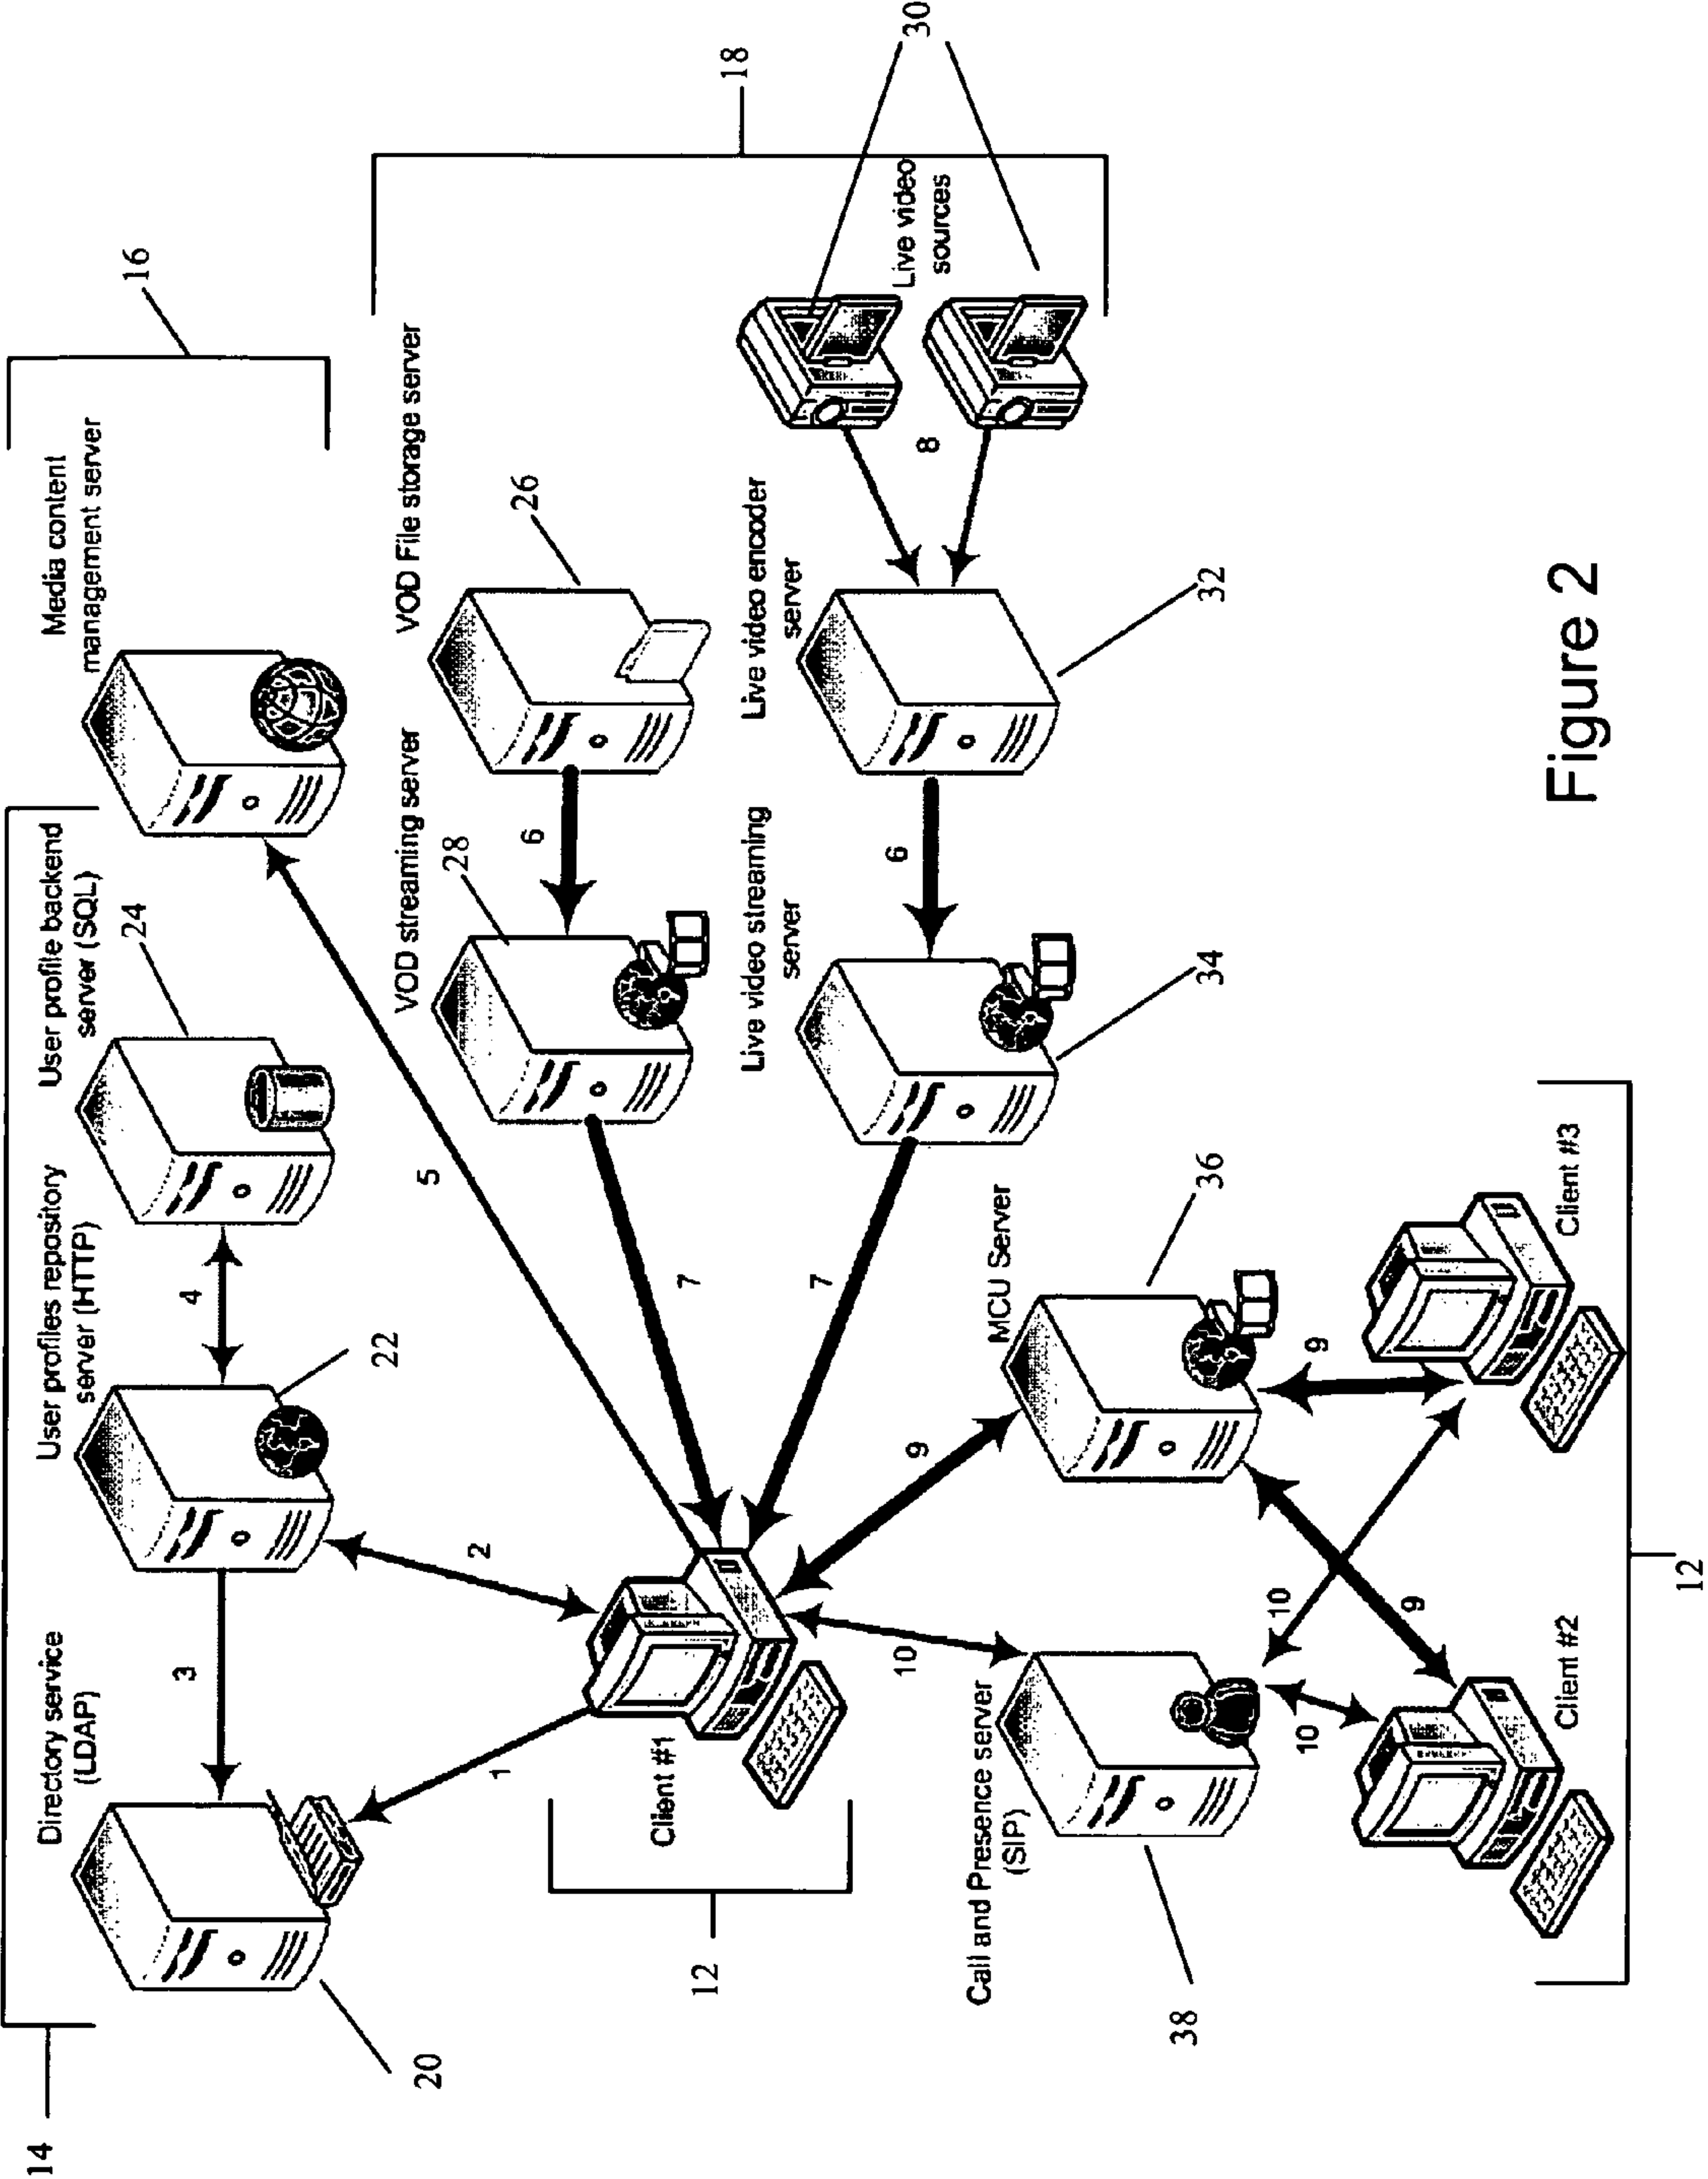 14
Directory service
(LDAP)
User profiles repository
server (HTTP)
User profile backend
server (SQL)
Media content
management server
16
20
3
22
4
24
1
2
5
Client #1
12
VOD streaming server
28
6
VOD File storage server
26
18
7
7
Live video streaming
server
34
6
Live video encoder
server
32
8
Live video
sources
30
Call and Presence server
(SIP)
38
10
9
MCU Server
36
10
10
9
9
Client #2
Client #3
12
Figure 2